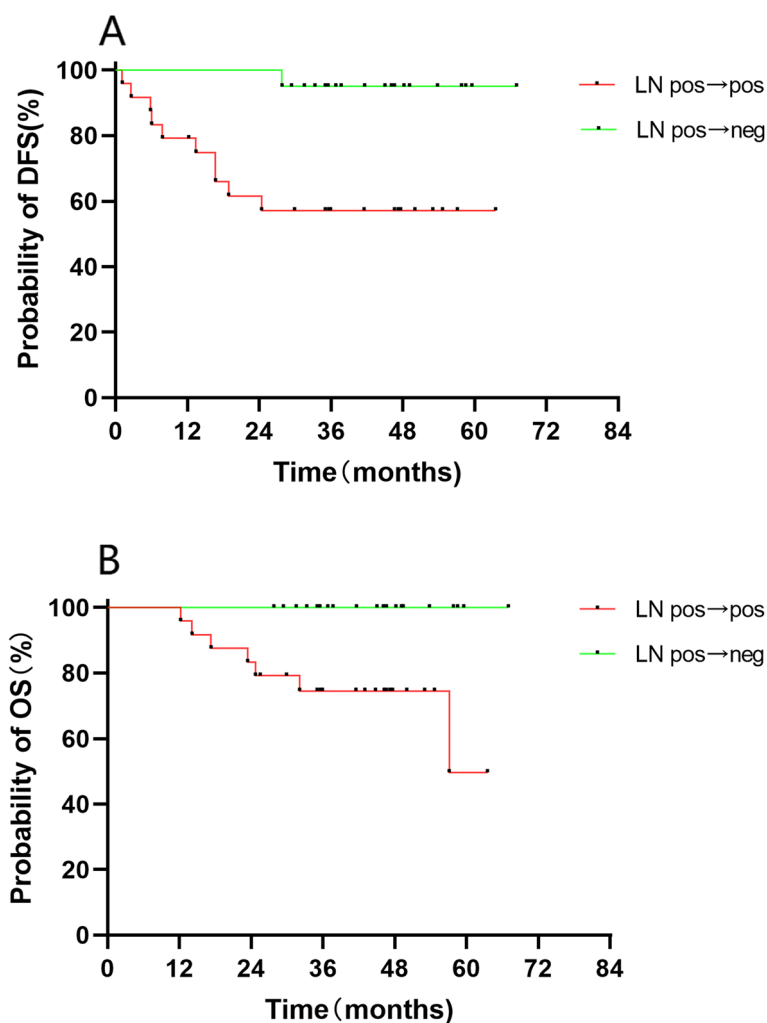 A
Probability of DFS(%)
100
80
60
40
20
0
0 12 24 36 48 60 72 84
Time（months)
LN pos→pos
LN pos→neg
B
Probability of OS（%）
100
80
60
40
20
0
0 12 24 36 48 60 72 84
Time（months)
LN pos→pos
LN pos→neg